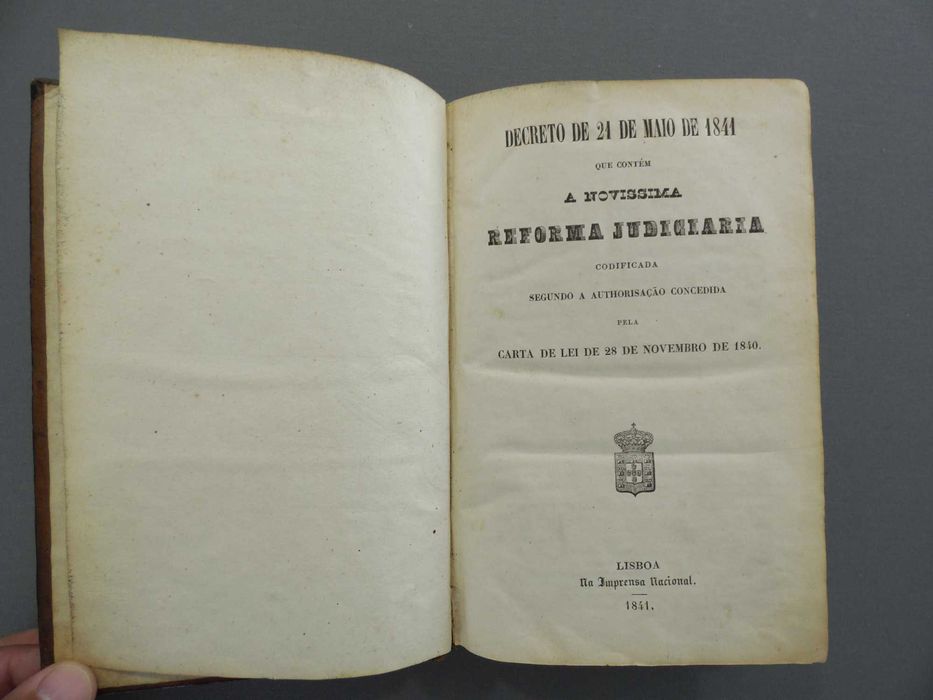 DECRETO DE 21 DE MAIO DE 1841
QUE CONTÉM
A NOVISSIMA
REFORMA JUDICIARIA
CODIFICADA
SEGUNDO A AUTHORISAÇÃO CONCEDIDA
PELA
CARTA DE LEI DE 28 DE NOVEMBRO DE 1840.
LISBOA
Na Imprensa Nacional.
1841.